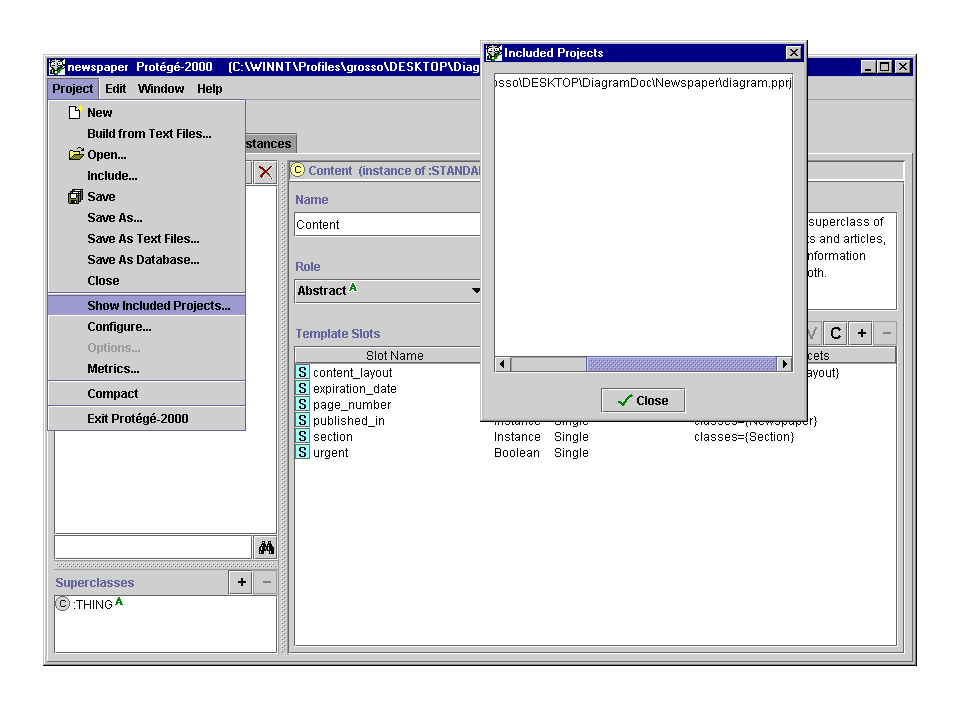 newspaper Protégé-2000 (C:\WINNT\Profiles\grosso\DESKTOP\Diag
Project Edit Window Help
New
Build from Text Files...
Open...
Include...
Save
Save As...
Save As Text Files...
Save As Database...
Close
Show Included Projects...
Configure...
Options...
Metrics...
Compact
Exit Protégé-2000
stances
Included Projects
osso\DESKTOP\DiagramDoc\Newspaper\diagram.pprj
Close
C Content (instance of :STANDA
Name
Content
superclass of
s and articles,
nformation
oth.
Role
Abstract A
Template Slots
V C + −
Slot Name
cets
S content_layout
ayout}
S expiration_date
S page_number
S published_in Instance Single classes={Newspaper}
S section Instance Single classes={Section}
S urgent Boolean Single
Superclasses + −
C :THING A